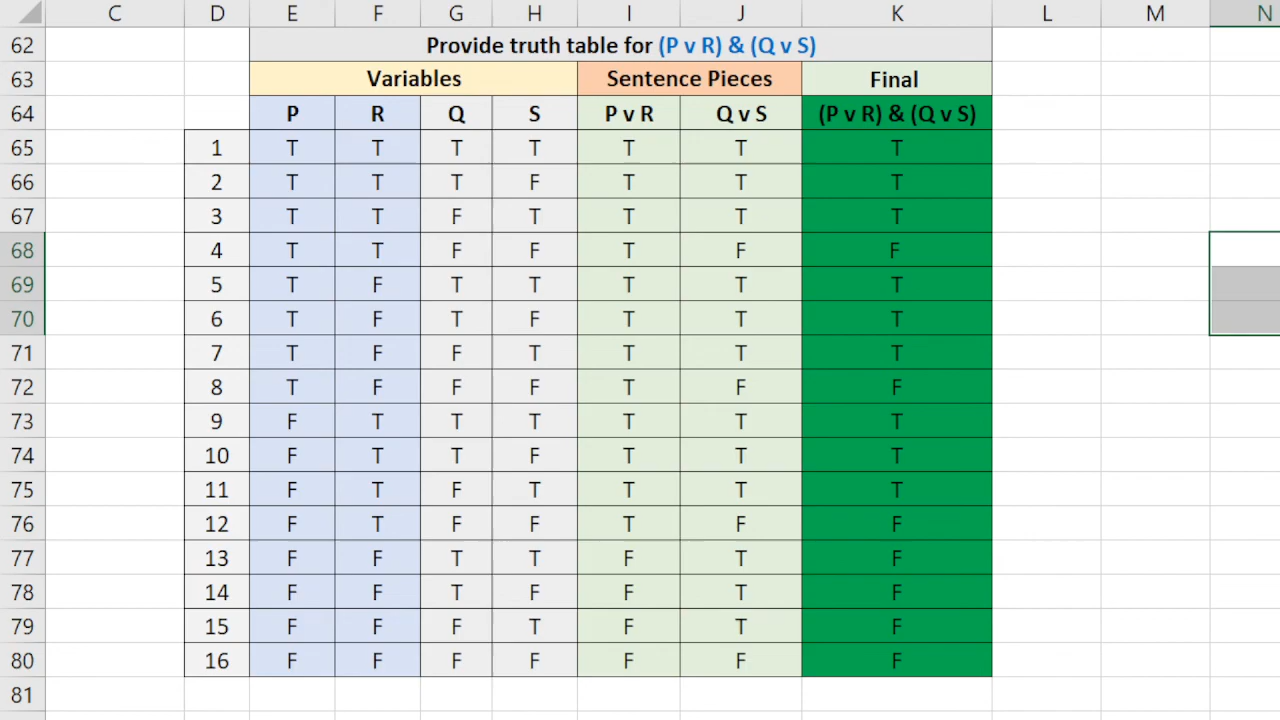 C D E F G H I J K L M N
62 Provide truth table for (P v R) & (Q v S)
63 Variables Sentence Pieces Final
64 P R Q S P v R Q v S (P v R) & (Q v S)
65 1 T T T T T T T
66 2 T T T F T T T
67 3 T T F T T T T
68 4 T T F F T F F
69 5 T F T T T T T
70 6 T F T F T T T
71 7 T F F T T T T
72 8 T F F F T F F
73 9 F T T T T T T
74 10 F T T F T T T
75 11 F T F T T T T
76 12 F T F F T F F
77 13 F F T T F T F
78 14 F F T F F T F
79 15 F F F T F T F
80 16 F F F F F F F
81